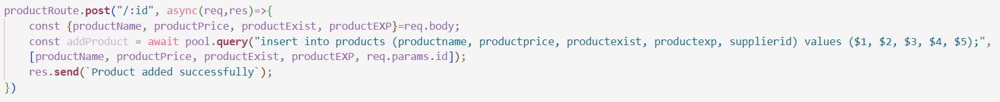 productRoute.post("/:id", async(req,res)=>{
    const {productName, productPrice, productExist, productEXP}=req.body;
    const addProduct = await pool.query("insert into products (productname, productprice, productexist, productexp, supplierid) values ($1, $2, $3, $4, $5);",
    [productName, productPrice, productExist, productEXP, req.params.id]);
    res.send(`Product added successfully`);
})